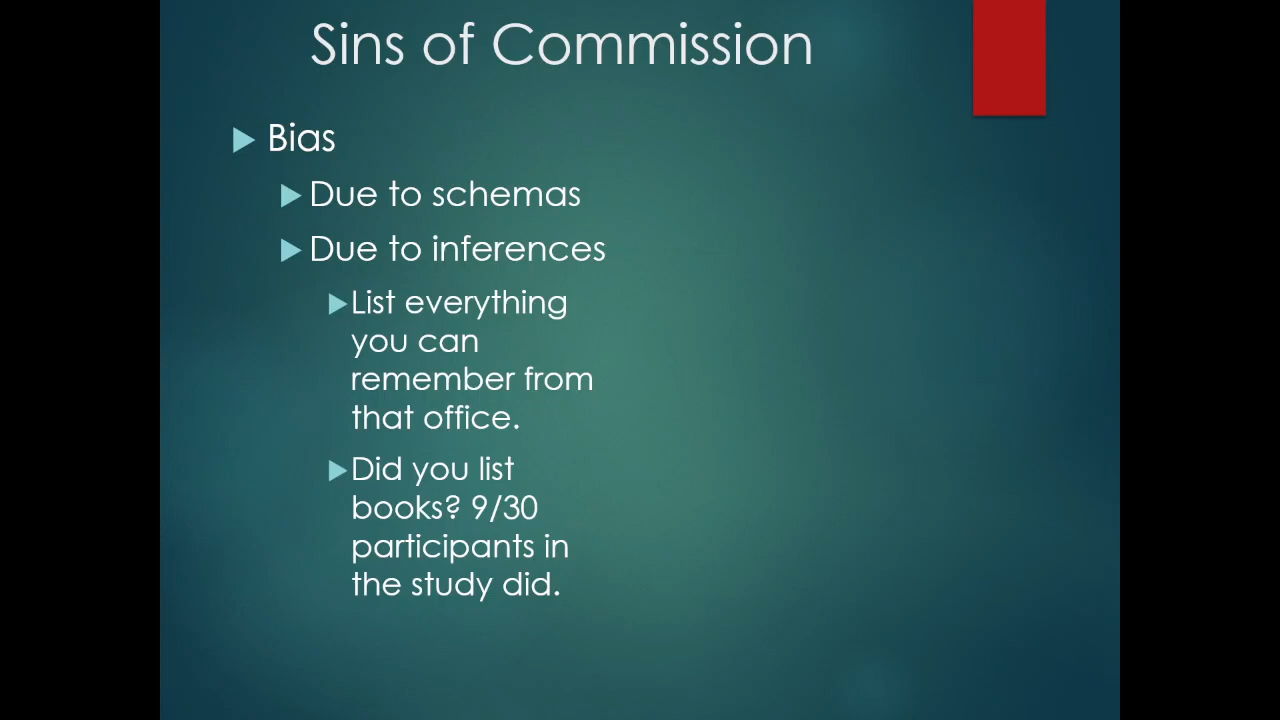 Sins of Commission
Bias
Due to schemas
Due to inferences
List everything
you can
remember from
that office.
Did you list
books? 9/30
participants in
the study did.